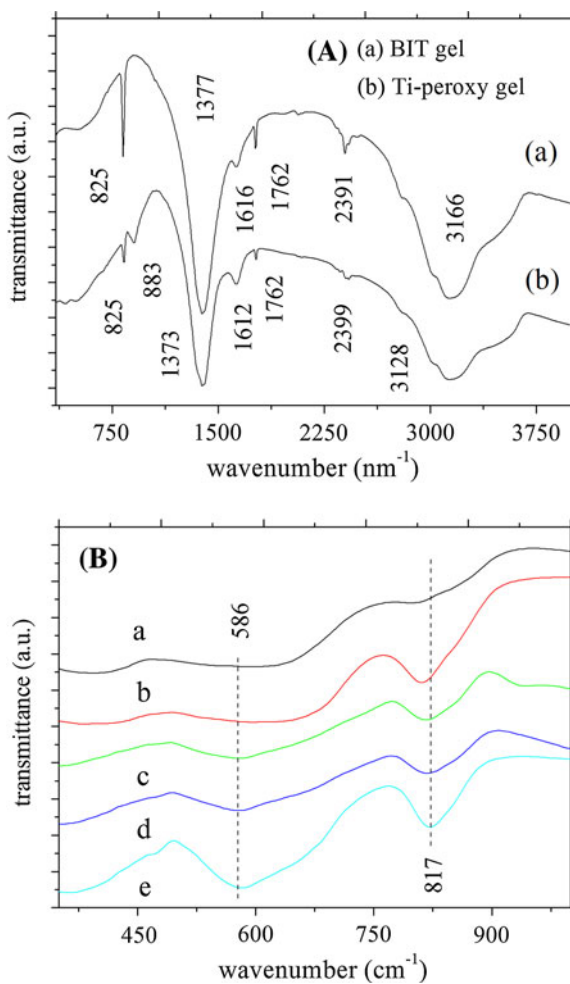 (A) (a) BIT gel
(b) Ti-peroxy gel
1377
(a)
825
1616
1762
2391
3166
(b)
825
883
1373
1612
1762
2399
3128
transmittance (a.u.)
750 1500 2250 3000 3750
wavenumber (nm⁻¹)
(B)
586
a
b
c
d
e
817
transmittance (a.u.)
450 600 750 900
wavenumber (cm⁻¹)